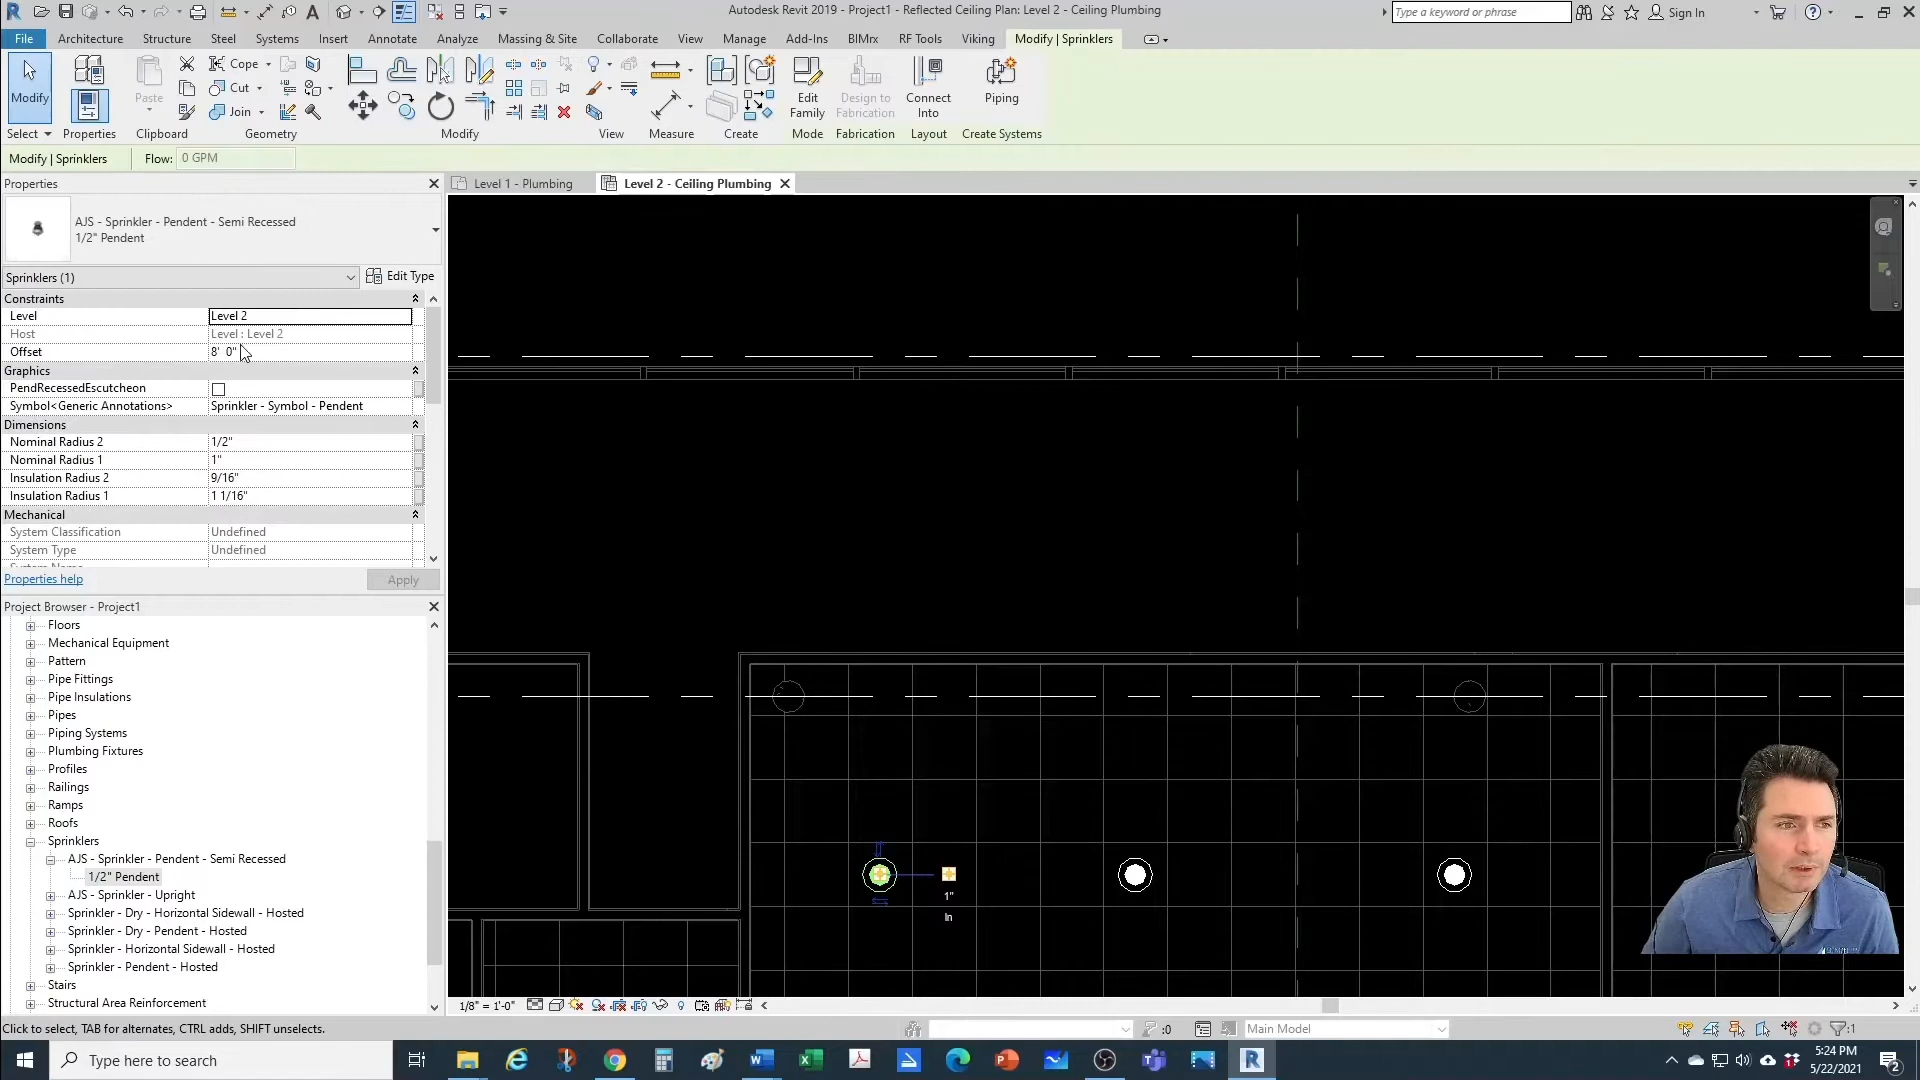 Autodesk Revit 2019 - Project1 - Reflected Ceiling Plan: Level 2 - Ceiling Plumbing
Type a keyword or phrase
Sign In
File Architecture Structure Steel Systems Insert Annotate Analyze Massing & Site Collaborate View Manage Add-Ins BIMrx RF Tools Viking Modify | Sprinklers
Modify
Paste
Cope
Cut
Join
Edit Family
Design to Fabrication
Connect Into
Piping
Select Properties Clipboard Geometry Modify View Measure Create Mode Fabrication Layout Create Systems
Modify | Sprinklers Flow: 0 GPM
Properties
Level 1 - Plumbing
Level 2 - Ceiling Plumbing
AJS - Sprinkler - Pendent - Semi Recessed
1/2" Pendent
Sprinklers (1) Edit Type
Constraints
Level Level 2
Host Level : Level 2
Offset 8' 0"
Graphics
PendRecessedEscutcheon
Symbol<Generic Annotations> Sprinkler - Symbol - Pendent
Dimensions
Nominal Radius 2 1/2"
Nominal Radius 1 1"
Insulation Radius 2 9/16"
Insulation Radius 1 1 1/16"
Mechanical
System Classification Undefined
System Type Undefined
Properties help Apply
Project Browser - Project1
Floors
Mechanical Equipment
Pattern
Pipe Fittings
Pipe Insulations
Pipes
Piping Systems
Plumbing Fixtures
Profiles
Railings
Ramps
Roofs
Sprinklers
AJS - Sprinkler - Pendent - Semi Recessed
1/2" Pendent
AJS - Sprinkler - Upright
Sprinkler - Dry - Horizontal Sidewall - Hosted
Sprinkler - Dry - Pendent - Hosted
Sprinkler - Horizontal Sidewall - Hosted
Sprinkler - Pendent - Hosted
Stairs
Structural Area Reinforcement
1"
In
1/8" = 1'-0"
Click to select, TAB for alternates, CTRL adds, SHIFT unselects.
:0
Main Model
:1
Type here to search
5:24 PM
5/22/2021
2